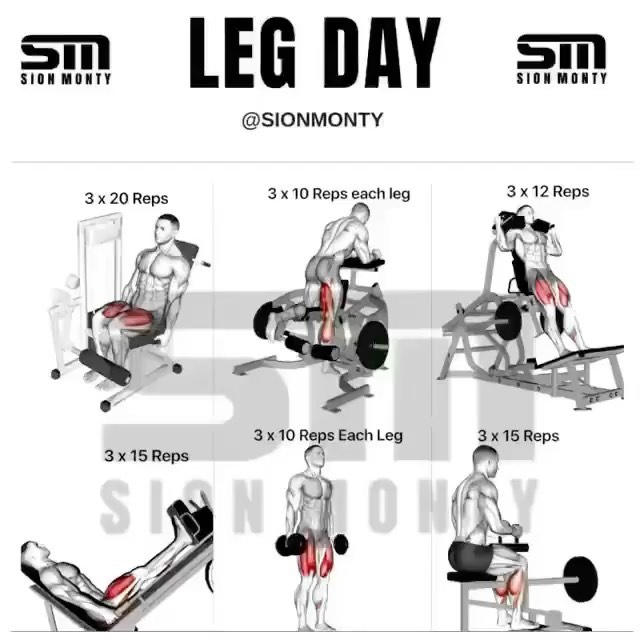 SM
SION MONTY
LEG DAY
SM
SION MONTY
@SIONMONTY
3 x 20 Reps
3 x 10 Reps each leg
3 x 12 Reps
SM
SION MONTY
3 x 15 Reps
3 x 10 Reps Each Leg
3 x 15 Reps